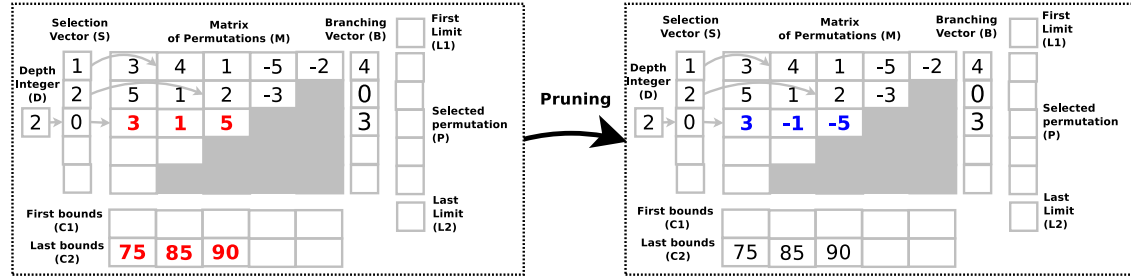 Selection
Vector (S)
Matrix
of Permutations (M)
Branching
Vector (B)
First
Limit
(L1)
Depth
Integer
(D)
1 3 4 1 -5 -2 4
2 5 1 2 -3 0
2 0 3 1 5 3
Selected
permutation
(P)
First bounds
(C1)
Last bounds
(C2)
75 85 90
Last
Limit
(L2)
Pruning
Selection
Vector (S)
Matrix
of Permutations (M)
Branching
Vector (B)
First
Limit
(L1)
Depth
Integer
(D)
1 3 4 1 -5 -2 4
2 5 1 2 -3 0
2 0 3 -1 -5 3
Selected
permutation
(P)
First bounds
(C1)
Last bounds
(C2)
75 85 90
Last
Limit
(L2)